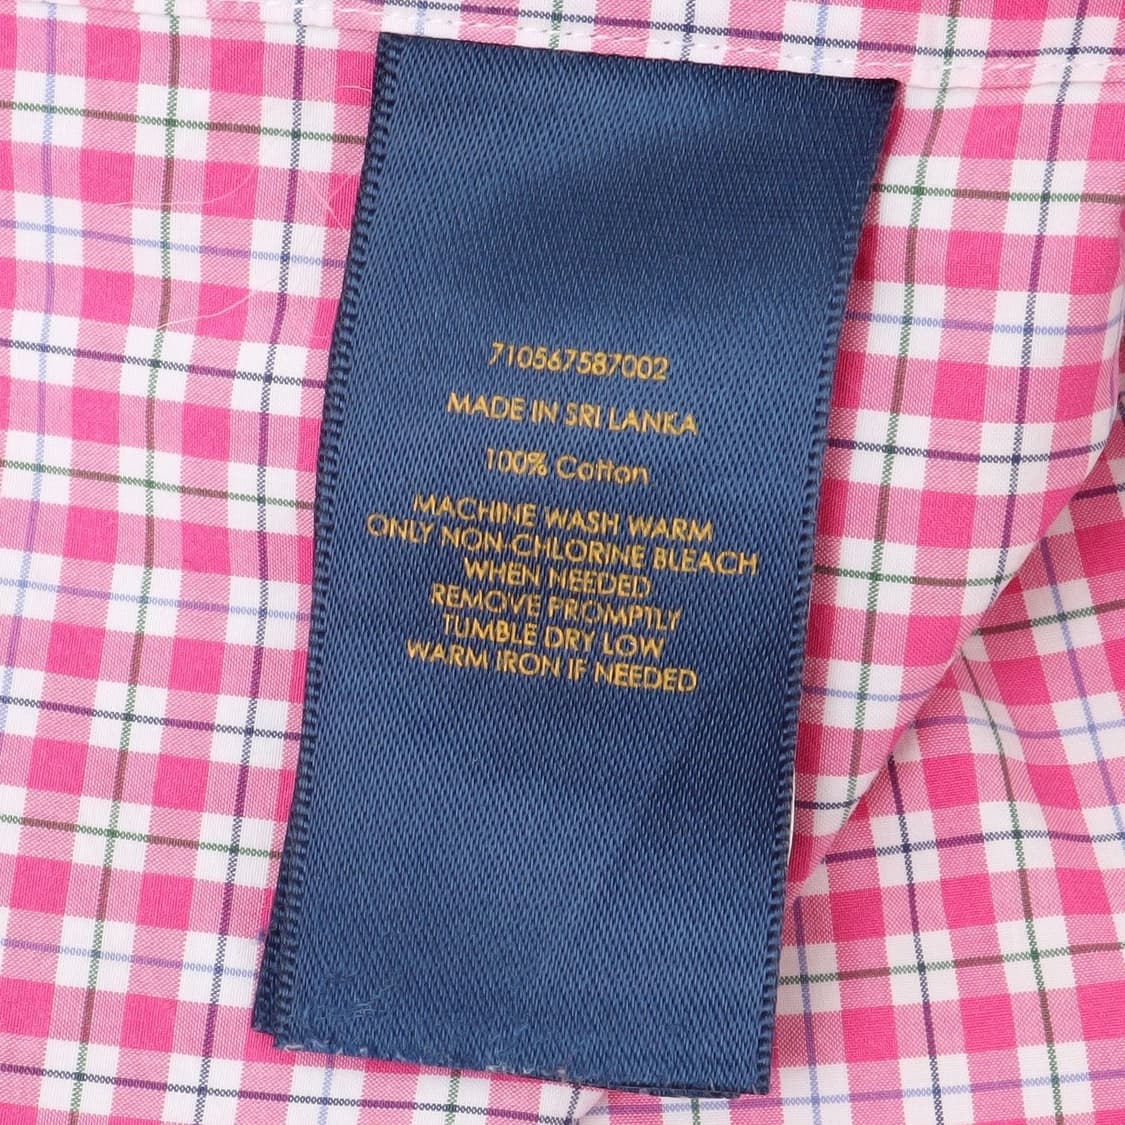 710567587002
MADE IN SRI LANKA
100% Cotton
MACHINE WASH WARM
ONLY NON-CHLORINE BLEACH
WHEN NEEDED
REMOVE PROMPTLY
TUMBLE DRY LOW
WARM IRON IF NEEDED